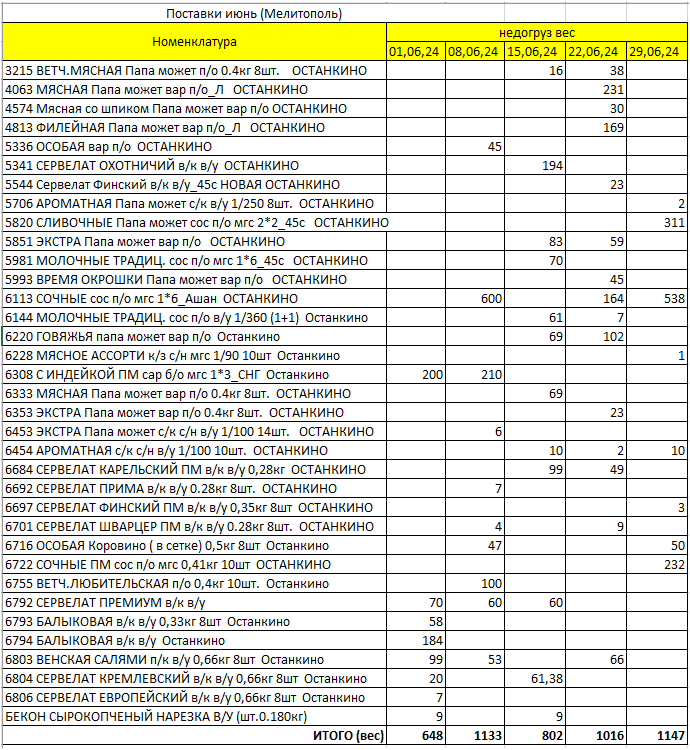 Поставки июнь (Мелитополь)
Номенклатура недогруз вес
01,06,24 08,06,24 15,06,24 22,06,24 29,06,24
3215 ВЕТЧ.МЯСНАЯ Папа может п/о 0.4кг 8шт. ОСТАНКИНО 16 38
4063 МЯСНАЯ Папа может вар п/о_Л ОСТАНКИНО 231
4574 Мясная со шпиком Папа может вар п/о ОСТАНКИНО 30
4813 ФИЛЕЙНАЯ Папа может вар п/о_Л ОСТАНКИНО 169
5336 ОСОБАЯ вар п/о ОСТАНКИНО 45
5341 СЕРВЕЛАТ ОХОТНИЧИЙ в/к в/у ОСТАНКИНО 194
5544 Сервелат Финский в/к в/у_45с НОВАЯ ОСТАНКИНО 23
5706 АРОМАТНАЯ Папа может с/к в/у 1/250 8шт. ОСТАНКИНО 2
5820 СЛИВОЧНЫЕ Папа может сос п/о мгс 2*2_45с ОСТАНКИНО 311
5851 ЭКСТРА Папа может вар п/о ОСТАНКИНО 83 59
5981 МОЛОЧНЫЕ ТРАДИЦ. сос п/о мгс 1*6_45с ОСТАНКИНО 70
5993 ВРЕМЯ ОКРОШКИ Папа может вар п/о ОСТАНКИНО 45
6113 СОЧНЫЕ сос п/о мгс 1*6_Ашан ОСТАНКИНО 600 164 538
6144 МОЛОЧНЫЕ ТРАДИЦ. сос п/о в/у 1/360 (1+1) Останкино 61 7
6220 ГОВЯЖЬЯ папа может вар п/о Останкино 69 102
6228 МЯСНОЕ АССОРТИ к/з с/н мгс 1/90 10шт Останкино 1
6308 С ИНДЕЙКОЙ ПМ сар б/о мгс 1*3_СНГ Останкино 200 210
6333 МЯСНАЯ Папа может вар п/о 0.4кг 8шт. ОСТАНКИНО 69
6353 ЭКСТРА Папа может вар п/о 0.4кг 8шт. ОСТАНКИНО 23
6453 ЭКСТРА Папа может с/к с/н в/у 1/100 14шт. ОСТАНКИНО 6
6454 АРОМАТНАЯ с/к с/н в/у 1/100 10шт. ОСТАНКИНО 10 2 10
6684 СЕРВЕЛАТ КАРЕЛЬСКИЙ ПМ в/к в/у 0,28кг ОСТАНКИНО 99 49
6692 СЕРВЕЛАТ ПРИМА в/к в/у 0.28кг 8шт. ОСТАНКИНО 7
6697 СЕРВЕЛАТ ФИНСКИЙ ПМ в/к в/у 0,35кг 8шт ОСТАНКИНО 3
6701 СЕРВЕЛАТ ШВАРЦЕР ПМ в/к в/у 0.28кг 8шт. ОСТАНКИНО 4 9
6716 ОСОБАЯ Коровино ( в сетке) 0,5кг 8шт Останкино 47 50
6722 СОЧНЫЕ ПМ сос п/о мгс 0,41кг 10шт Останкино 232
6755 ВЕТЧ.ЛЮБИТЕЛЬСКАЯ п/о 0,4кг 10шт. Останкино 100
6792 СЕРВЕЛАТ ПРЕМИУМ в/к в/у 70 60 60
6793 БАЛЫКОВАЯ в/к в/у 0,33кг 8шт Останкино 58
6794 БАЛЫКОВАЯ в/к в/у Останкино 184
6803 ВЕНСКАЯ САЛЯМИ п/к в/у 0,66кг 8шт Останкино 99 53 66
6804 СЕРВЕЛАТ КРЕМЛЕВСКИЙ в/к в/у 0,66кг 8шт Останкино 20 61,38
6806 СЕРВЕЛАТ ЕВРОПЕЙСКИЙ в/к в/у 0,66кг 8шт Останкино 7
БЕКОН СЫРОКОПЧЕНЫЙ НАРЕЗКА В/У (шт.0.180кг) 9 9
ИТОГО (вес) 648 1133 802 1016 1147